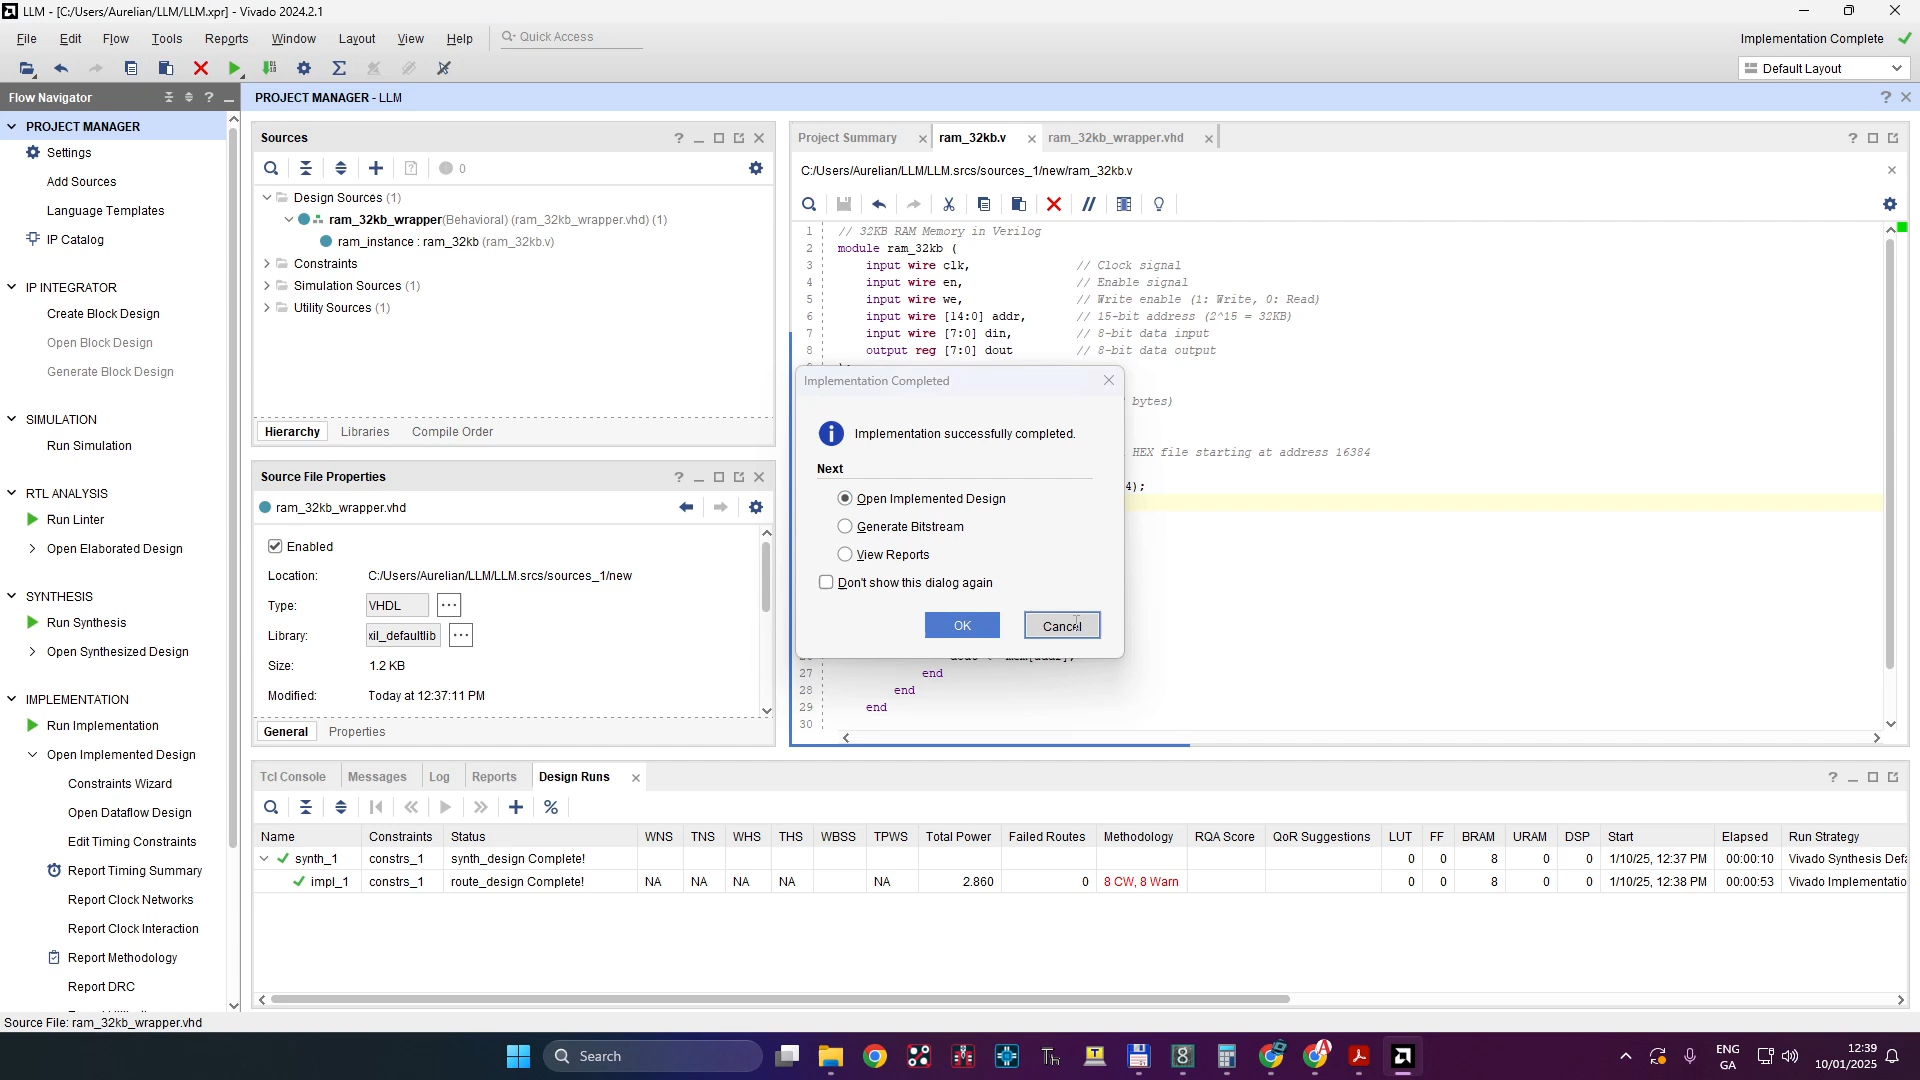 LLM - [C:/Users/Aurelian/LLM/LLM.xpr] - Vivado 2024.2.1
File Edit Flow Tools Reports Window Layout View Help Quick Access
Implementation Complete
Default Layout
Flow Navigator
PROJECT MANAGER
Settings
Add Sources
Language Templates
IP Catalog
IP INTEGRATOR
Create Block Design
Open Block Design
Generate Block Design
SIMULATION
Run Simulation
RTL ANALYSIS
Run Linter
Open Elaborated Design
SYNTHESIS
Run Synthesis
Open Synthesized Design
IMPLEMENTATION
Run Implementation
Open Implemented Design
Constraints Wizard
Open Dataflow Design
Edit Timing Constraints
Report Timing Summary
Report Clock Networks
Report Clock Interaction
Report Methodology
Report DRC
PROJECT MANAGER - LLM
Sources
0
Design Sources (1)
ram_32kb_wrapper(Behavioral) (ram_32kb_wrapper.vhd) (1)
ram_instance : ram_32kb (ram_32kb.v)
Constraints
Simulation Sources (1)
Utility Sources (1)
Hierarchy Libraries Compile Order
Source File Properties
ram_32kb_wrapper.vhd
Enabled
Location: C:/Users/Aurelian/LLM/LLM.srcs/sources_1/new
Type: VHDL
Library: xil_defaultlib
Size: 1.2 KB
Modified: Today at 12:37:11 PM
General Properties
Project Summary ram_32kb.v ram_32kb_wrapper.vhd
C:/Users/Aurelian/LLM/LLM.srcs/sources_1/new/ram_32kb.v
1 // 32KB RAM Memory in Verilog
2 module ram_32kb (
3 input wire clk, // Clock signal
4 input wire en, // Enable signal
5 input wire we, // Write enable (1: Write, 0: Read)
6 input wire [14:0] addr, // 15-bit address (2^15 = 32KB)
7 input wire [7:0] din, // 8-bit data input
8 output reg [7:0] dout // 8-bit data output
bytes)
HEX file starting at address 16384
4);
27 end
28 end
29 end
30
Implementation Completed
Implementation successfully completed.
Next
Open Implemented Design
Generate Bitstream
View Reports
Don't show this dialog again
OK Cancel
Tcl Console Messages Log Reports Design Runs
Name Constraints Status WNS TNS WHS THS WBSS TPWS Total Power Failed Routes Methodology RQA Score QoR Suggestions LUT FF BRAM URAM DSP Start Elapsed Run Strategy
synth_1 constrs_1 synth_design Complete! 0 0 8 0 0 1/10/25, 12:37 PM 00:00:10 Vivado Synthesis Defa
impl_1 constrs_1 route_design Complete! NA NA NA NA NA 2.860 0 8 CW, 8 Warn 0 0 8 0 0 1/10/25, 12:38 PM 00:00:53 Vivado Implementatio
Source File: ram_32kb_wrapper.vhd
Search
ENG
GA
12:39
10/01/2025